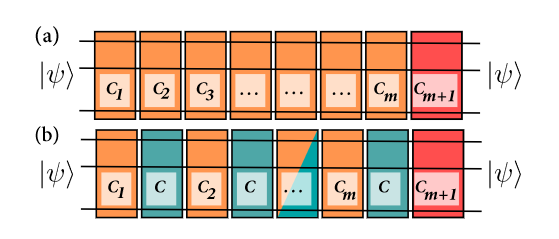 (a)
|ψ⟩ C1 C2 C3 ... ... ... Cm Cm+1 |ψ⟩
(b)
|ψ⟩ C1 C C2 C ... Cm C Cm+1 |ψ⟩